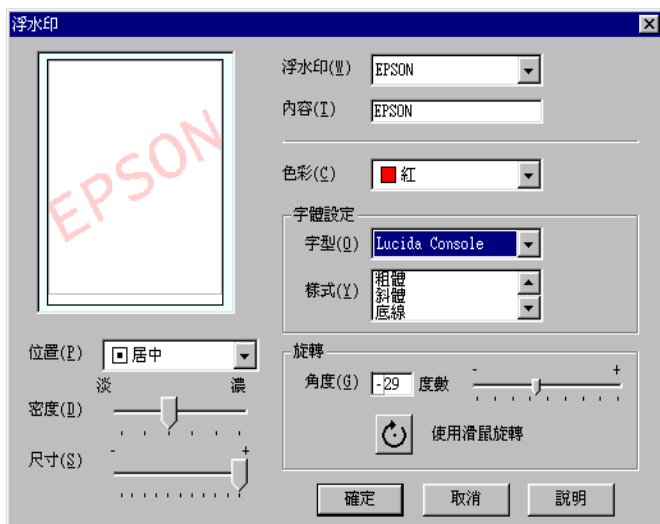 浮水印
浮水印(W) EPSON
內容(T) EPSON
EPSON
色彩(C) 紅
字體設定
字型(O) Lucida Console
樣式(Y) 粗體
斜體
底線
位置(P) 居中
淡 濃
密度(D)
尺寸(S) - +
旋轉
角度(G) -29 度數 - +
使用滑鼠旋轉
確定 取消 說明